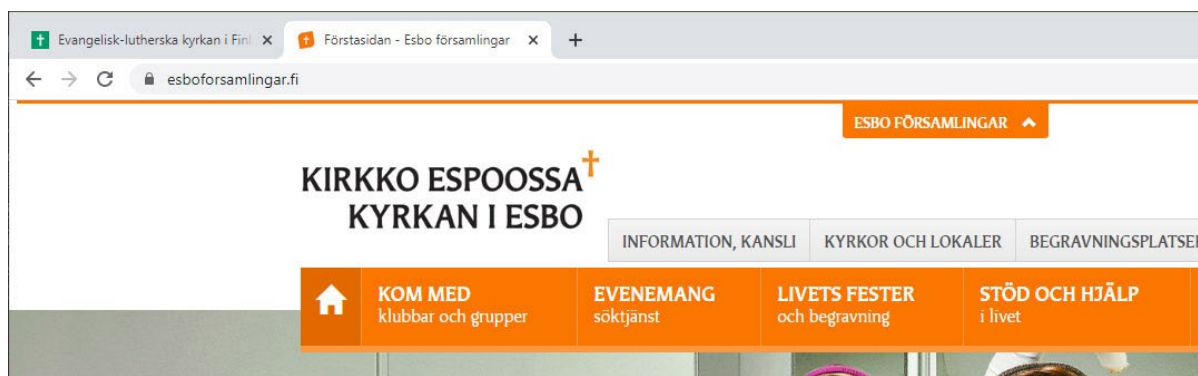 Evangelisk-lutherska kyrkan i Finl
Förstasidan - Esbo församlingar
esboforsamlingar.fi
ESBO FÖRSAMLINGAR
KIRKKO ESPOOSSA
KYRKAN I ESBO
INFORMATION, KANSLI
KYRKOR OCH LOKALER
BEGRAVNINGSPLATSE
KOM MED
klubbar och grupper
EVENEMANG
söktjänst
LIVETS FESTER
och begravning
STÖD OCH HJÄLP
i livet